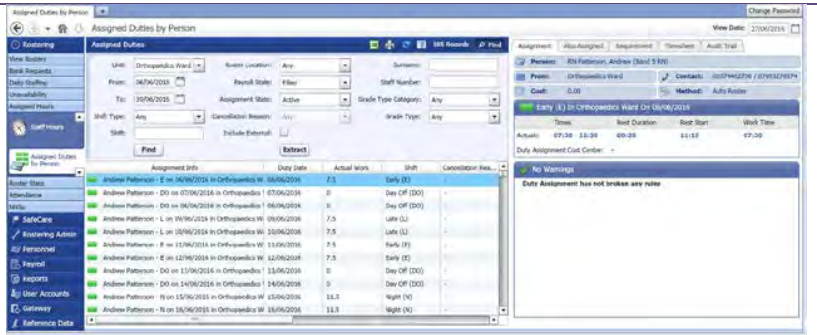 Assigned Duties by Person
Change Password
Assigned Duties by Person
View Date: 27/06/2016
Rostering
View Rosters
Bank Requests
Daily Staffing
Unavailability
Assigned Hours
Staff Hours
Assigned Duties by Person
Roster Stats
Attendance
SafeCare
Rostering Admin
Personnel
Payroll
Reports
User Accounts
Gateway
Reference Data
Assigned Duties
Records Find
Unit: Orthopaedics Ward Roster Location: Any Surname:
From: 06/06/2016 Payroll State: Filled Staff Number:
To: 30/06/2016 Assignment State: Active Grade Type Category: Any
Shift Type: Any Cancellation Reason: Any Grade Type: Any
Shift: Include External:
Find Extract
Assignment Info Duty Date Actual Work Shift Cancellation Rea...
Andrew Patterson - E on 06/06/2016 in Orthopaedics W 06/06/2016 7.5 Early (E) -
Andrew Patterson - DO on 07/06/2016 in Orthopaedics 07/06/2016 0 Day Off (DO) -
Andrew Patterson - DO on 08/06/2016 in Orthopaedics 08/06/2016 0 Day Off (DO) -
Andrew Patterson - L on 09/06/2016 in Orthopaedics W 09/06/2016 7.5 Late (L) -
Andrew Patterson - L on 10/06/2016 in Orthopaedics W 10/06/2016 7.5 Late (L) -
Andrew Patterson - E on 11/06/2016 in Orthopaedics W 11/06/2016 7.5 Early (E) -
Andrew Patterson - E on 12/06/2016 in Orthopaedics W 12/06/2016 7.5 Early (E) -
Andrew Patterson - DO on 13/06/2016 in Orthopaedics 13/06/2016 0 Day Off (DO) -
Andrew Patterson - DO on 14/06/2016 in Orthopaedics 14/06/2016 0 Day Off (DO) -
Andrew Patterson - N on 15/06/2016 in Orthopaedics W 15/06/2016 11.5 Night (N) -
Andrew Patterson - N on 16/06/2016 in Orthopaedics W 16/06/2016 11.5 Night (N) -
Assignment Also Assigned Requirement Timesheet Audit Trail
Person: RN Patterson, Andrew (Band 5 RN)
From: Orthopaedics Ward Contact:
Cost: 0.00 Method: Auto Roster
Early (E) In Orthopaedics Ward On 06/06/2016
Times Rest Duration Rest Start Work Time
Actuals: 07:30 00:30 11:15 07:30
Duty Assignment Cost Center: -
No Warnings
Duty Assignment has not broken any rules